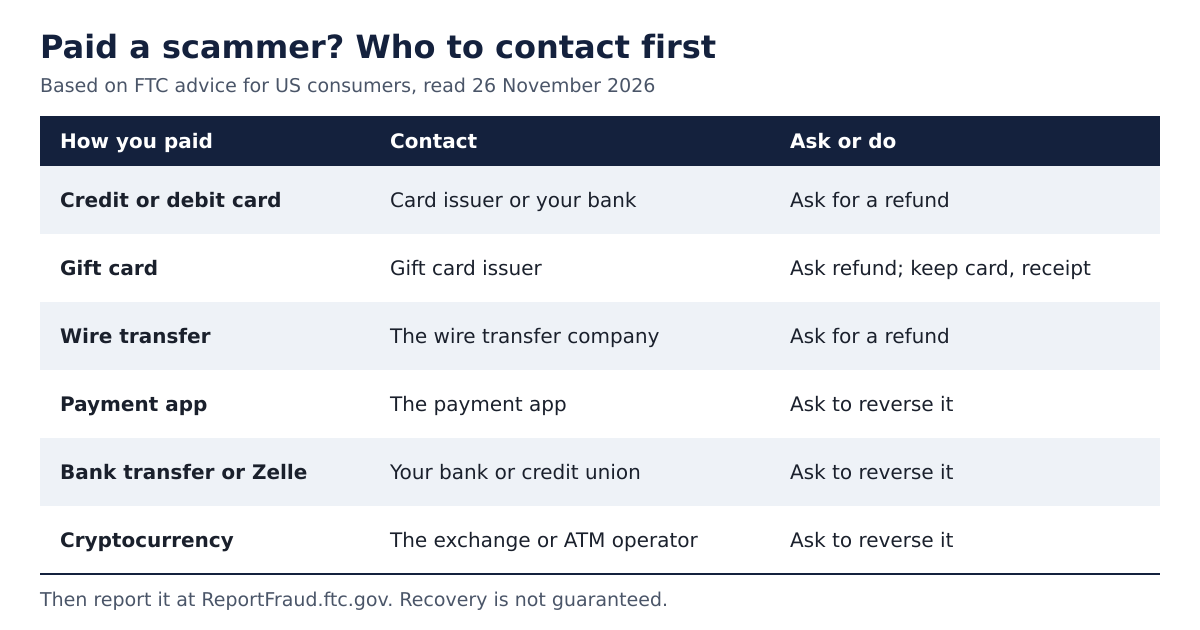 Paid a scammer? Who to contact first
Based on FTC advice for US consumers, read 26 November 2026
How you paid Contact Ask or do
Credit or debit card Card issuer or your bank Ask for a refund
Gift card Gift card issuer Ask refund; keep card, receipt
Wire transfer The wire transfer company Ask for a refund
Payment app The payment app Ask to reverse it
Bank transfer or Zelle Your bank or credit union Ask to reverse it
Cryptocurrency The exchange or ATM operator Ask to reverse it
Then report it at ReportFraud.ftc.gov. Recovery is not guaranteed.